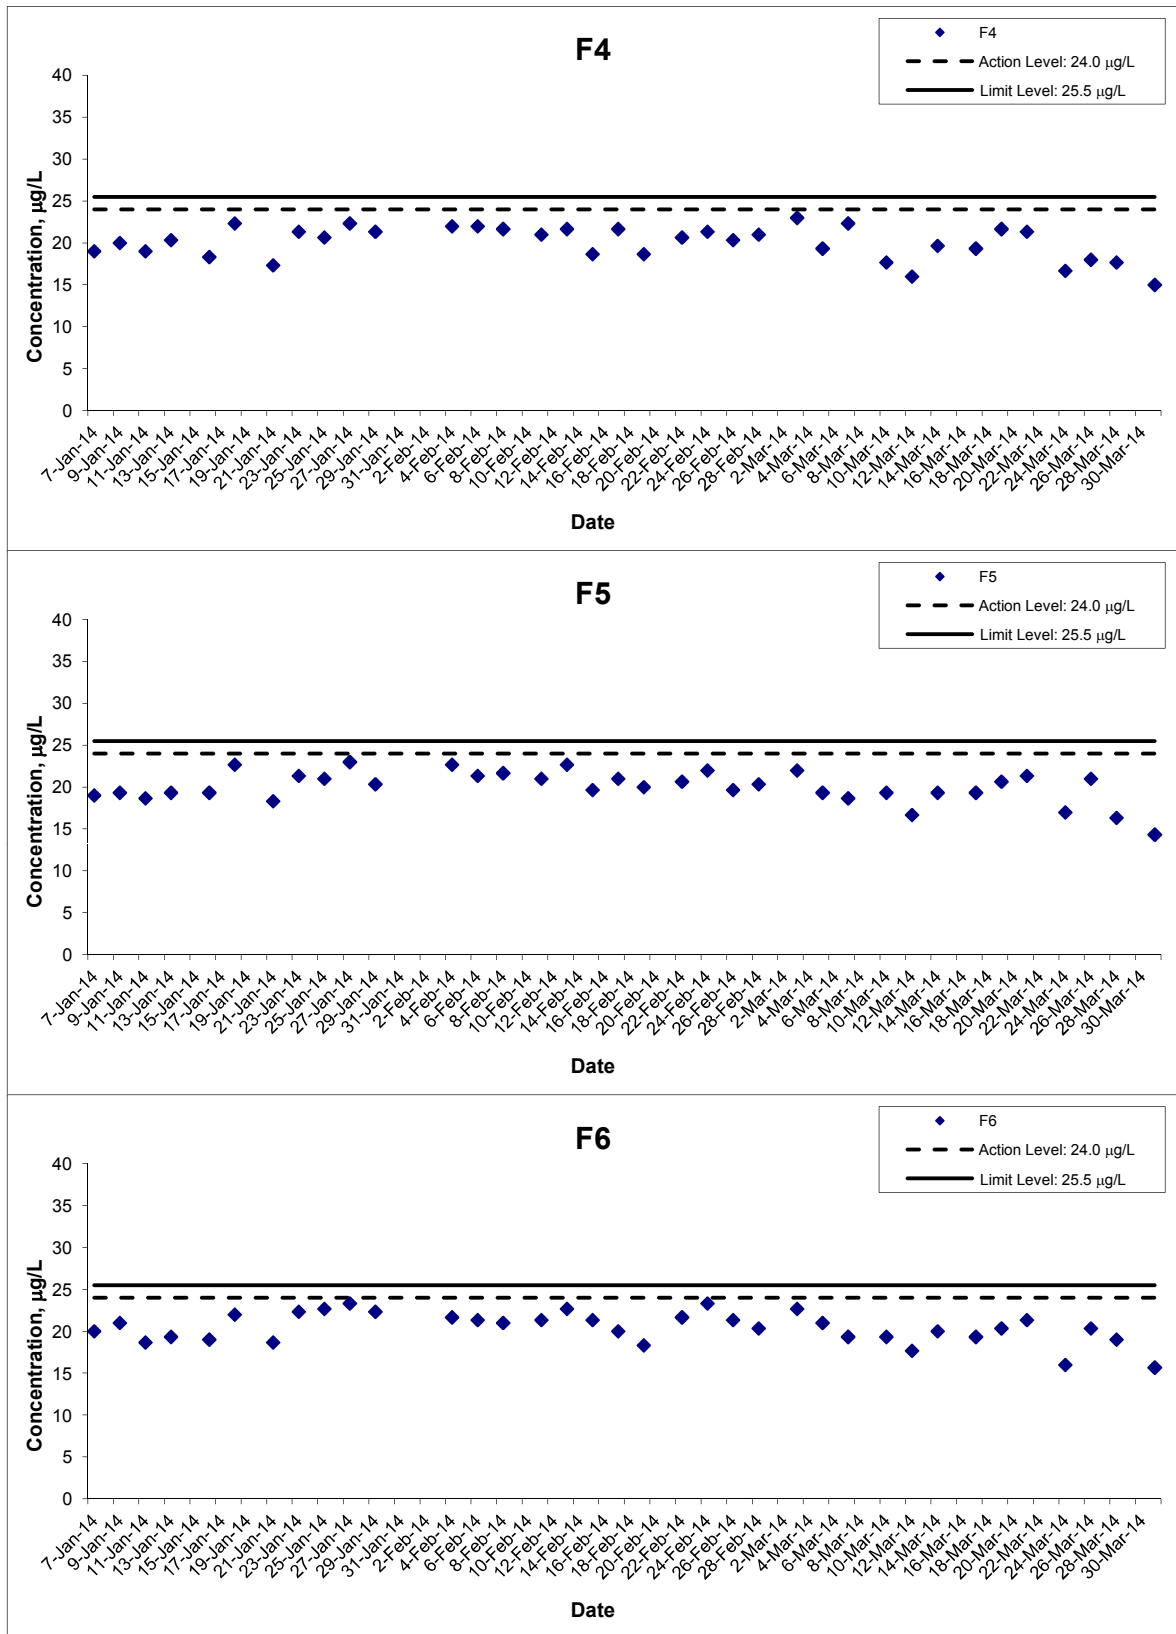 F4
F4
Action Level: 24.0 µg/L
Limit Level: 25.5 µg/L
Concentration, µg/L
40
35
30
25
20
15
10
5
0
7-Jan-14
9-Jan-14
11-Jan-14
13-Jan-14
15-Jan-14
17-Jan-14
19-Jan-14
21-Jan-14
23-Jan-14
25-Jan-14
27-Jan-14
29-Jan-14
31-Jan-14
2-Feb-14
4-Feb-14
6-Feb-14
8-Feb-14
10-Feb-14
12-Feb-14
14-Feb-14
16-Feb-14
18-Feb-14
20-Feb-14
22-Feb-14
24-Feb-14
26-Feb-14
28-Feb-14
2-Mar-14
4-Mar-14
6-Mar-14
8-Mar-14
10-Mar-14
12-Mar-14
14-Mar-14
16-Mar-14
18-Mar-14
20-Mar-14
22-Mar-14
24-Mar-14
26-Mar-14
28-Mar-14
30-Mar-14
Date
F5
F5
Action Level: 24.0 µg/L
Limit Level: 25.5 µg/L
Concentration, µg/L
40
35
30
25
20
15
10
5
0
7-Jan-14
9-Jan-14
11-Jan-14
13-Jan-14
15-Jan-14
17-Jan-14
19-Jan-14
21-Jan-14
23-Jan-14
25-Jan-14
27-Jan-14
29-Jan-14
31-Jan-14
2-Feb-14
4-Feb-14
6-Feb-14
8-Feb-14
10-Feb-14
12-Feb-14
14-Feb-14
16-Feb-14
18-Feb-14
20-Feb-14
22-Feb-14
24-Feb-14
26-Feb-14
28-Feb-14
2-Mar-14
4-Mar-14
6-Mar-14
8-Mar-14
10-Mar-14
12-Mar-14
14-Mar-14
16-Mar-14
18-Mar-14
20-Mar-14
22-Mar-14
24-Mar-14
26-Mar-14
28-Mar-14
30-Mar-14
Date
F6
F6
Action Level: 24.0 µg/L
Limit Level: 25.5 µg/L
Concentration, µg/L
40
35
30
25
20
15
10
5
0
7-Jan-14
9-Jan-14
11-Jan-14
13-Jan-14
15-Jan-14
17-Jan-14
19-Jan-14
21-Jan-14
23-Jan-14
25-Jan-14
27-Jan-14
29-Jan-14
31-Jan-14
2-Feb-14
4-Feb-14
6-Feb-14
8-Feb-14
10-Feb-14
12-Feb-14
14-Feb-14
16-Feb-14
18-Feb-14
20-Feb-14
22-Feb-14
24-Feb-14
26-Feb-14
28-Feb-14
2-Mar-14
4-Mar-14
6-Mar-14
8-Mar-14
10-Mar-14
12-Mar-14
14-Mar-14
16-Mar-14
18-Mar-14
20-Mar-14
22-Mar-14
24-Mar-14
26-Mar-14
28-Mar-14
30-Mar-14
Date